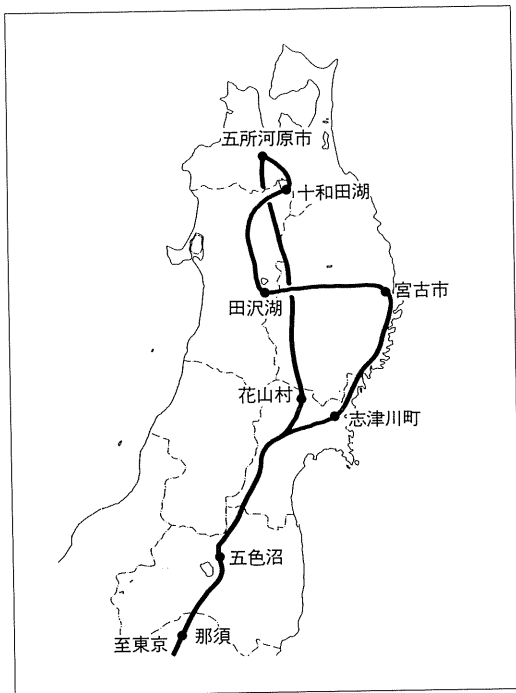 五所河原市
十和田湖
田沢湖
宮古市
花山村
志津川町
五色沼
那須
至東京